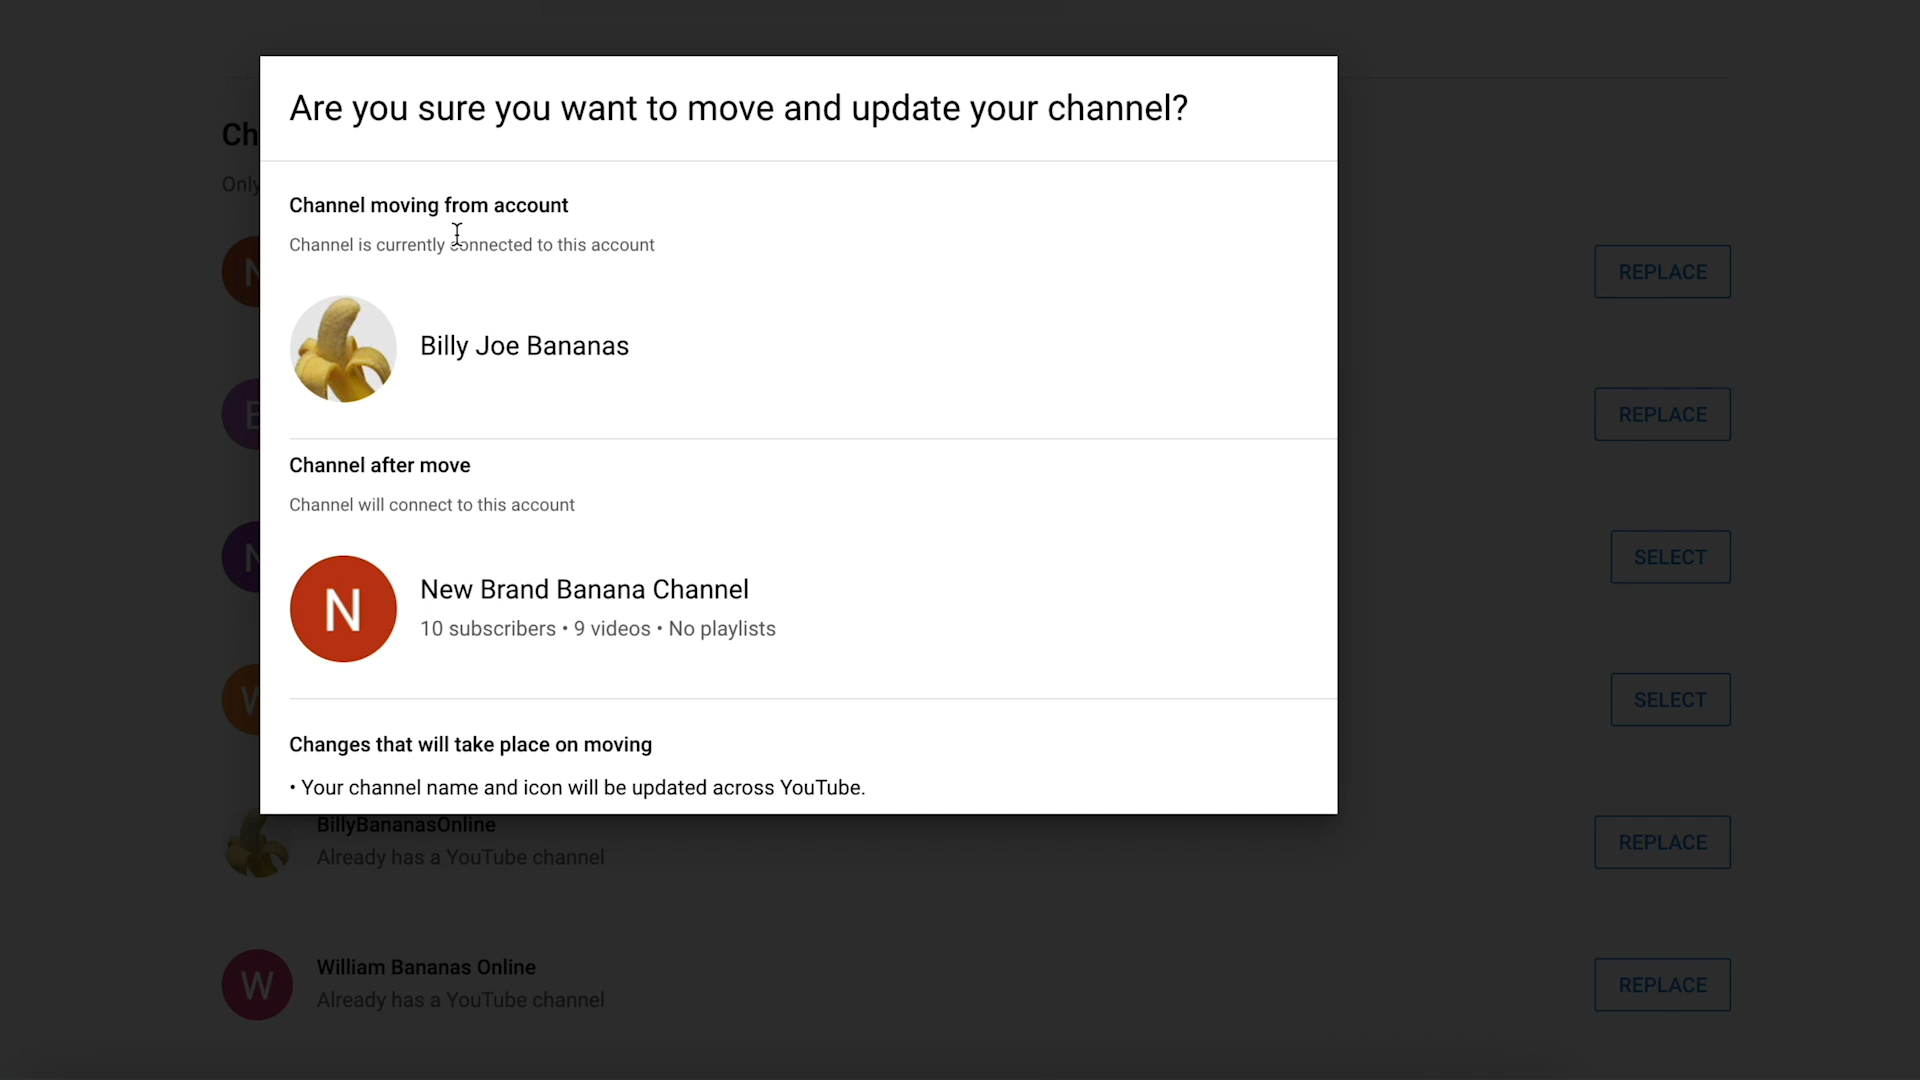 Are you sure you want to move and update your channel?
Ch
Only
Channel moving from account
Channel is currently connected to this account
N
REPLACE
Billy Joe Bananas
E
REPLACE
Channel after move
Channel will connect to this account
N
SELECT
N
New Brand Banana Channel
10 subscribers • 9 videos • No playlists
W
SELECT
Changes that will take place on moving
• Your channel name and icon will be updated across YouTube.
BillyBananasOnline
Already has a YouTube channel
REPLACE
W
William Bananas Online
Already has a YouTube channel
REPLACE